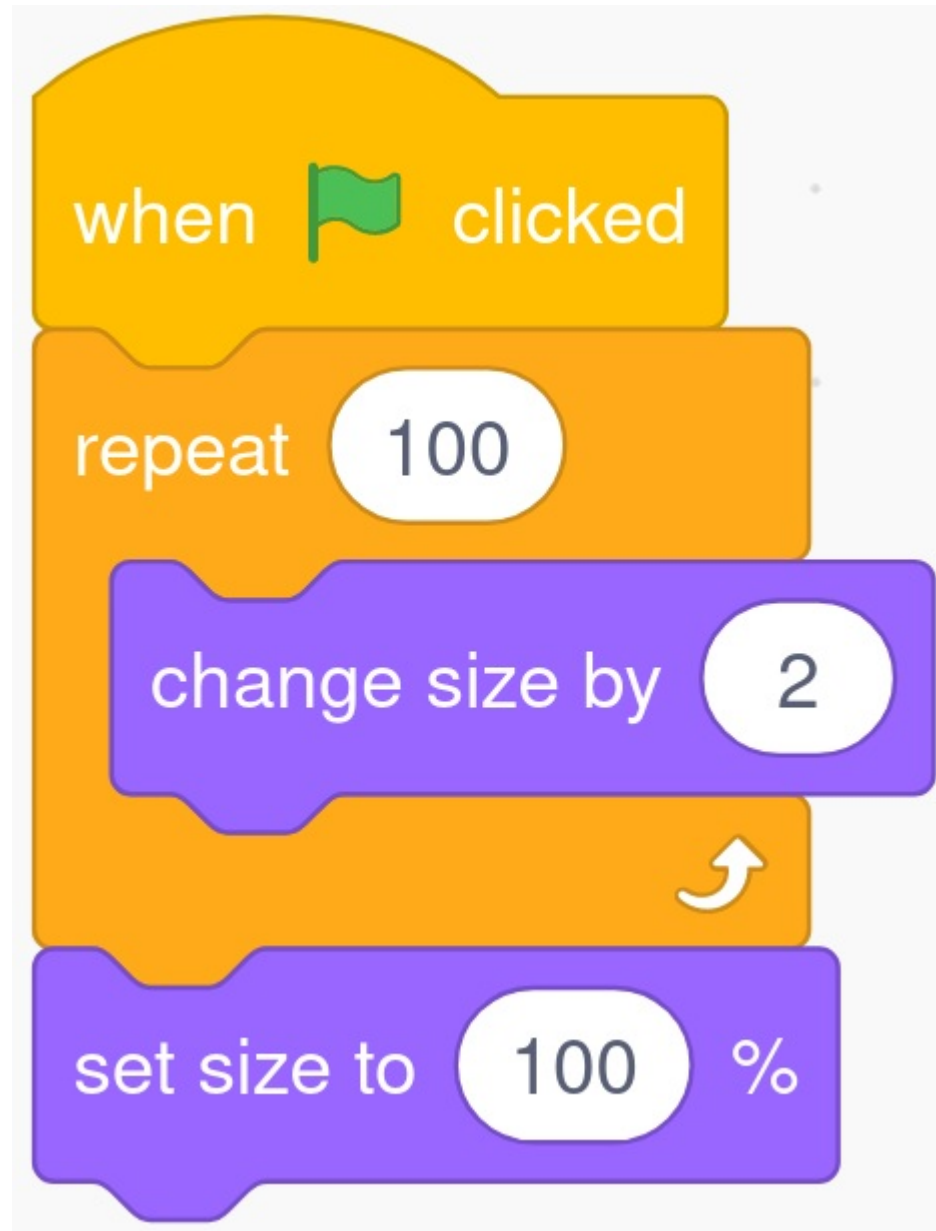 when clicked
repeat 100
change size by 2
set size to 100 %